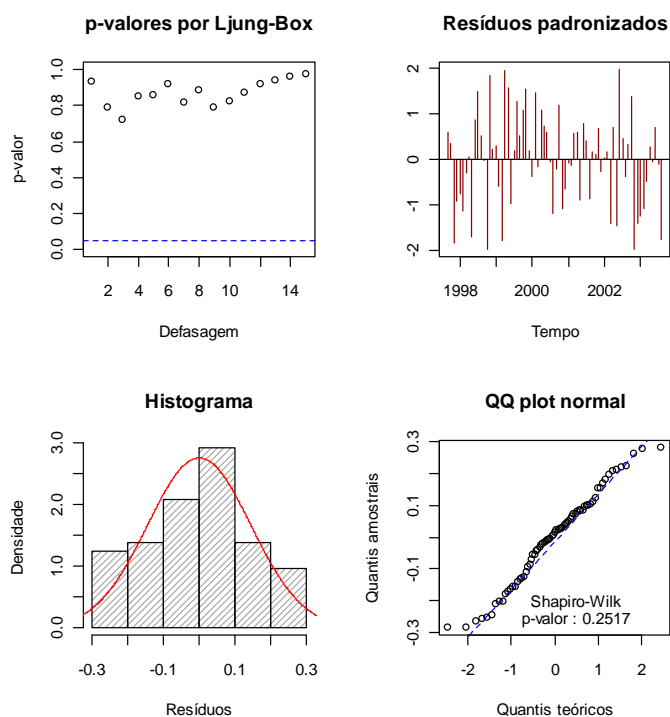 p-valores por Ljung-Box
p-valor
0.0 0.2 0.4 0.6 0.8 1.0
2 4 6 8 10 14
Defasagem
Resíduos padronizados
-2 -1 0 1 2
1998 2000 2002
Tempo
Histograma
Densidade
0.0 1.0 2.0 3.0
-0.3 -0.1 0.1 0.3
Resíduos
QQ plot normal
Quantis amostrais
-0.3 -0.1 0.1 0.3
Shapiro-Wilk
p-valor : 0.2517
-2 -1 0 1 2
Quantis teóricos